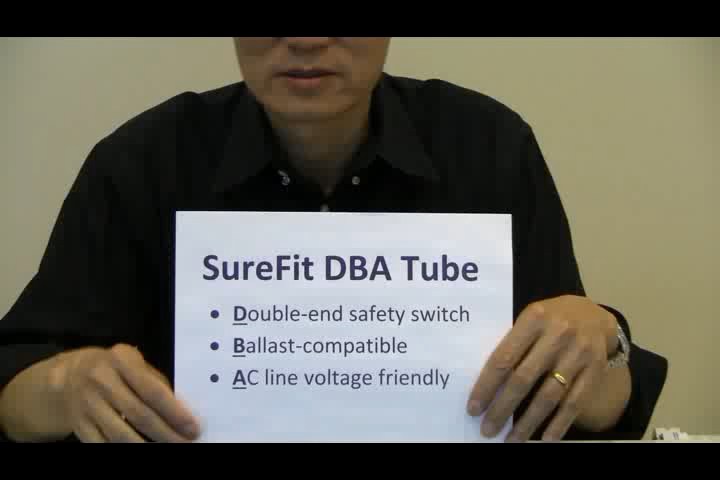 SureFit DBA Tube
• Double-end safety switch
• Ballast-compatible
• AC line voltage friendly